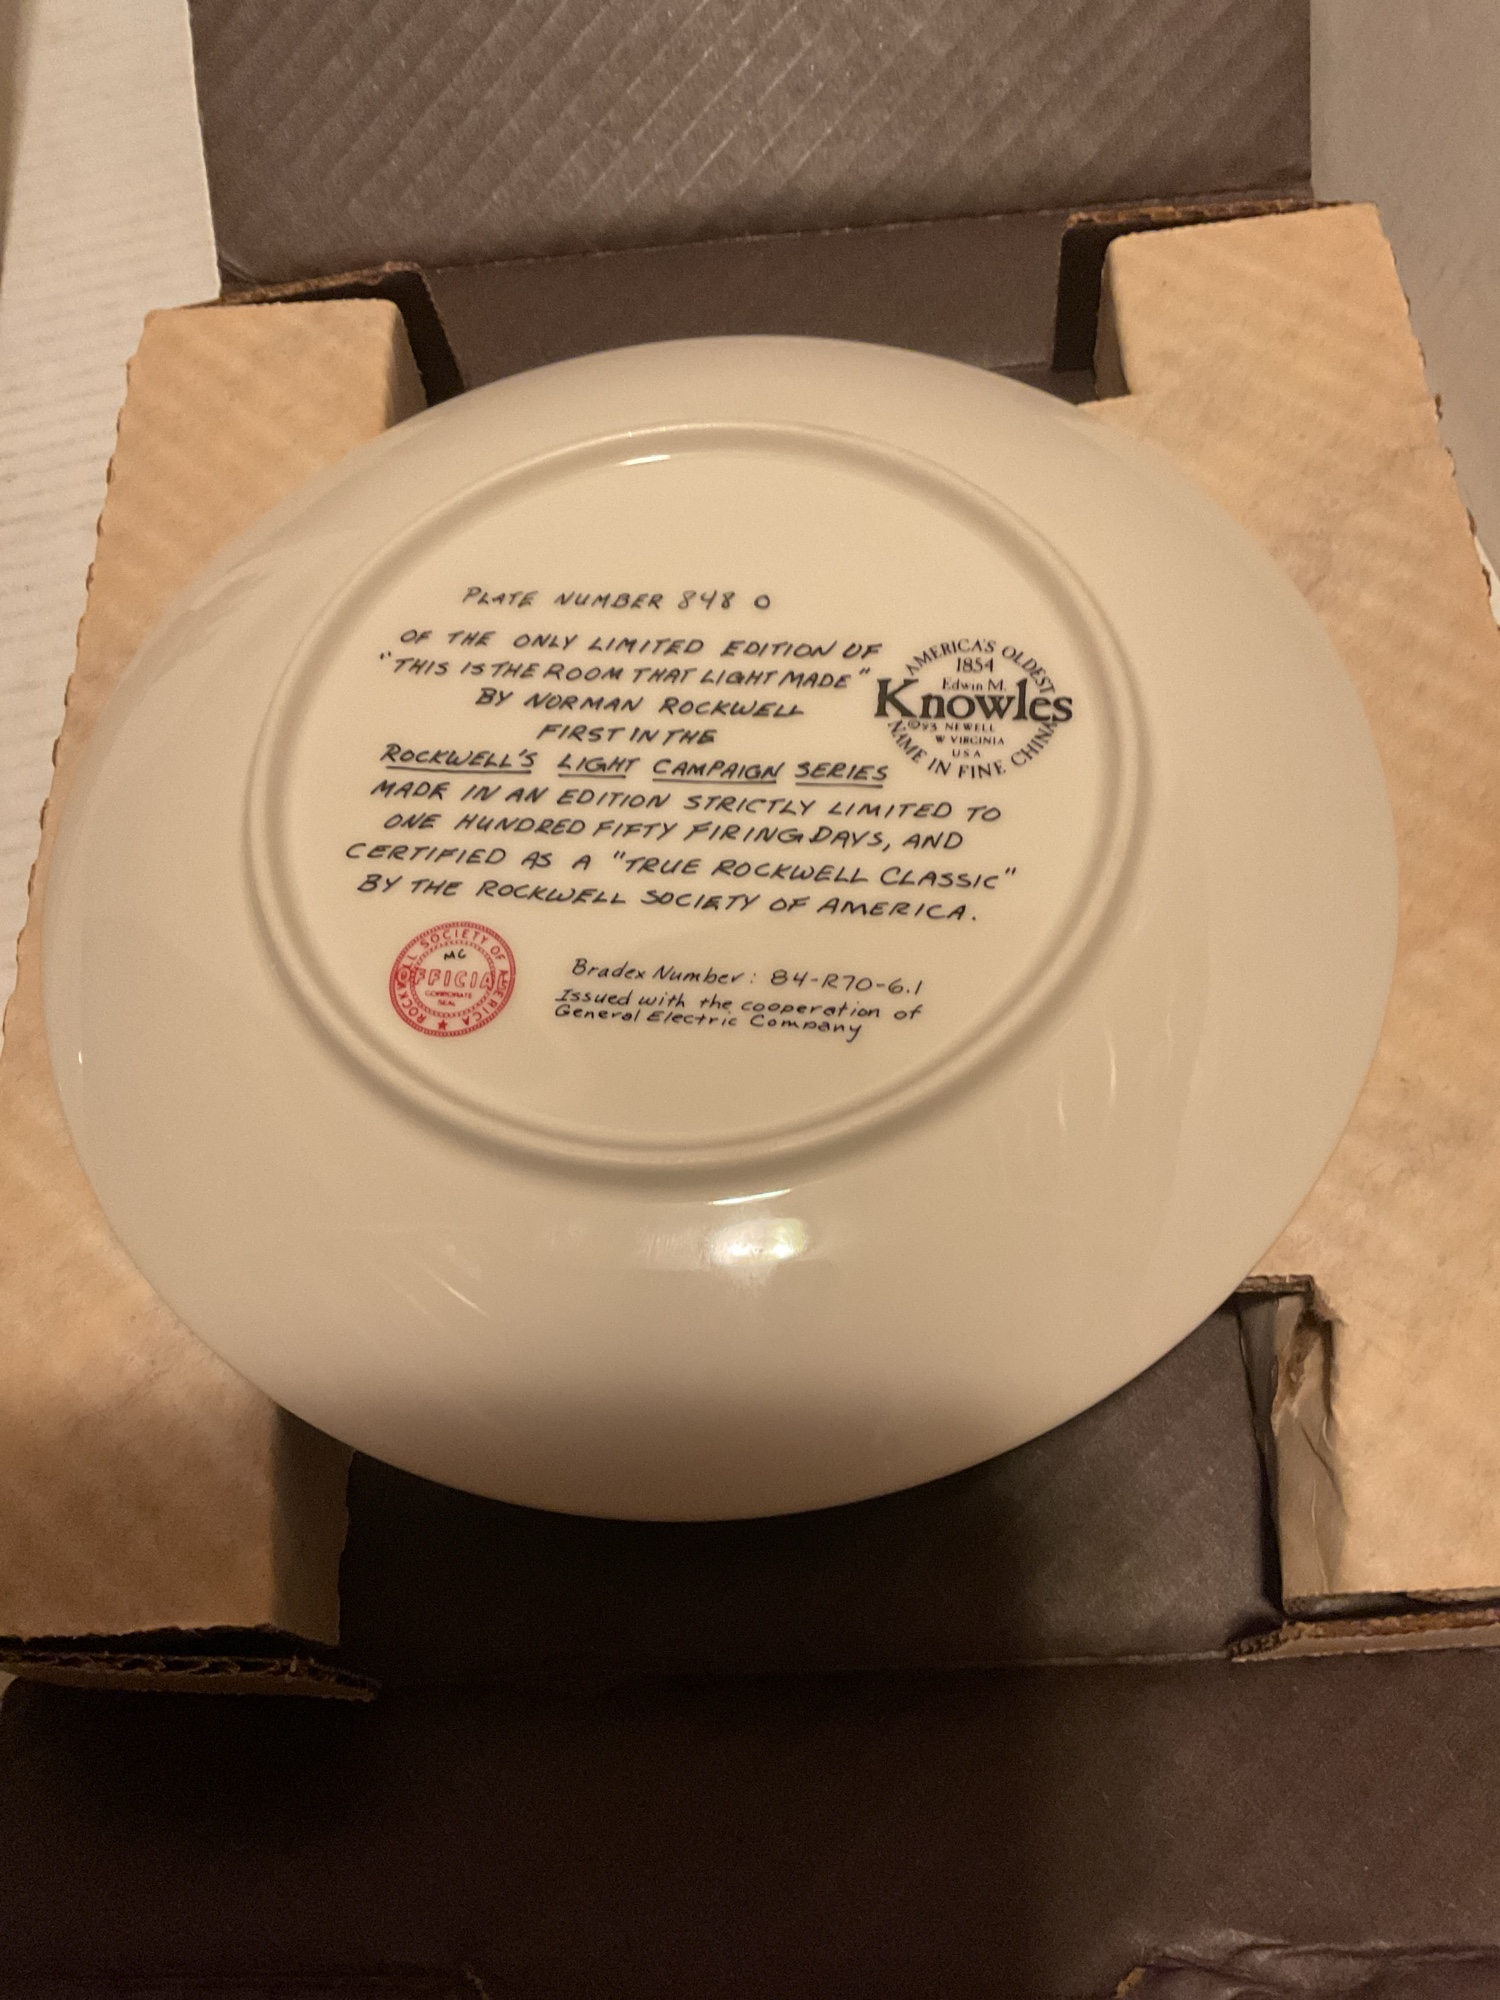 PLATE NUMBER 848 O
OF THE ONLY LIMITED EDITION OF
"THIS IS THE ROOM THAT LIGHT MADE"
BY NORMAN ROCKWELL
FIRST IN THE
ROCKWELL'S LIGHT CAMPAIGN SERIES
MADE IN AN EDITION STRICTLY LIMITED TO
ONE HUNDRED FIFTY FIRING DAYS, AND
CERTIFIED AS A "TRUE ROCKWELL CLASSIC"
BY THE ROCKWELL SOCIETY OF AMERICA.
AMERICA'S OLDEST
1854
Edwin M.
Knowles
NEWELL
W VIRGINIA
USA
NAME IN FINE CHINA
ROCKWELL SOCIETY OF AMERICA
MC
OFFICIAL
CORPORATE
SEAL
Bradex Number: 84-R70-6.1
Issued with the cooperation of
General Electric Company